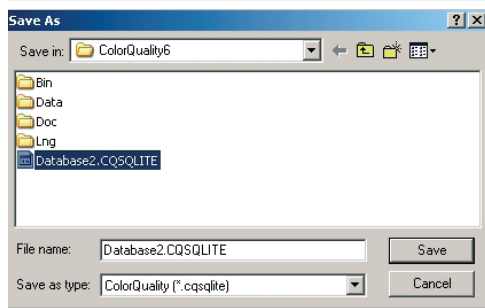 Save As
Save in: ColorQuality6
Bin
Data
Doc
Lng
Database2.CQSQLITE
File name: Database2.CQSQLITE Save
Save as type: ColorQuality (*.cqsqlite) Cancel